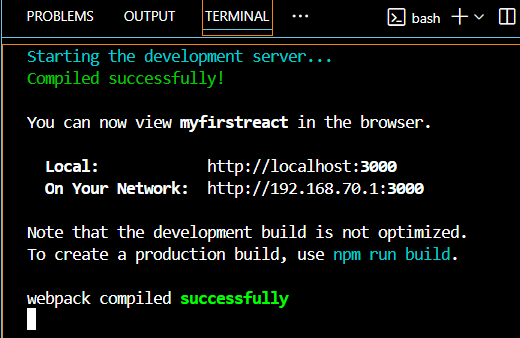 PROBLEMS OUTPUT TERMINAL ··· bash
Starting the development server...
Compiled successfully!
You can now view myfirstreact in the browser.
Local: http://localhost:3000
On Your Network: http://192.168.70.1:3000
Note that the development build is not optimized.
To create a production build, use npm run build.
webpack compiled successfully